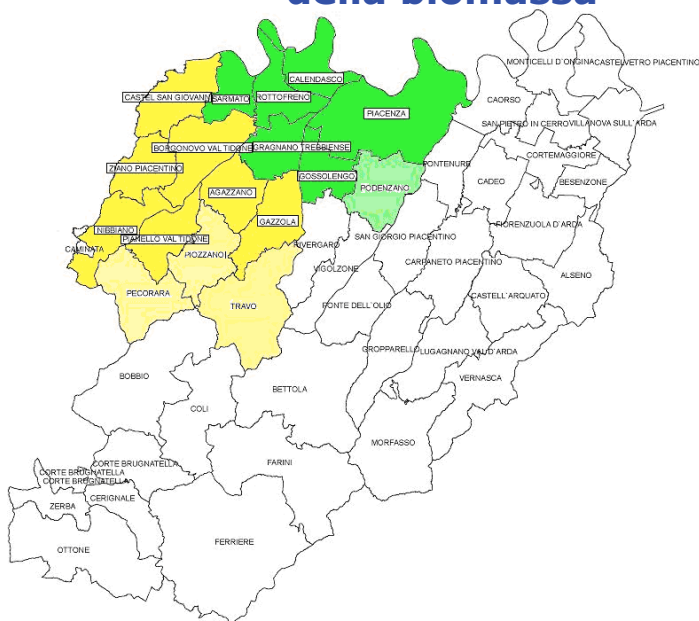 della biomassa
MONTICELLI D'ONGINA
CASTELVETRO PIACENTINO
CALENDASCO
CASTEL SAN GIOVANNI
SARMATO
ROTTOFRENO
CAORSO
PIACENZA
SAN PIETRO IN CERRO
VILLANOVA SULL'ARDA
BORGONOVO VAL TIDONE
GRAGNANO TREBBIENSE
CORTEMAGGIORE
ZIANO PIACENTINO
PONTENURE
GOSSOLENGO
CADEO
BESENZONE
PODENZANO
AGAZZANO
GAZZOLA
FIORENZUOLA D'ARDA
NIBBIANO
PIANELLO VAL TIDONE
SAN GIORGIO PIACENTINO
CAMINATA
RIVERGARO
PIOZZANO
VIGOLZONE
CARPANETO PIACENTINO
ALSENO
PECORARA
CASTELL'ARQUATO
TRAVO
PONTE DELL'OLIO
GROPPARELLO
LUGAGNANO VAL D'ARDA
BOBBIO
VERNASCA
BETTOLA
COLI
MORFASSO
CORTE BRUGNATELLA
FARINI
CORTE BRUGNATELLA
CORTE BRUGNATELLA
CERIGNALE
ZERBA
FERRIERE
OTTONE